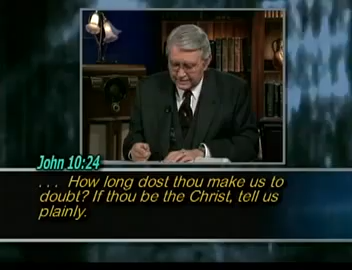 John 10:24
. . . How long dost thou make us to
doubt? If thou be the Christ, tell us
plainly.